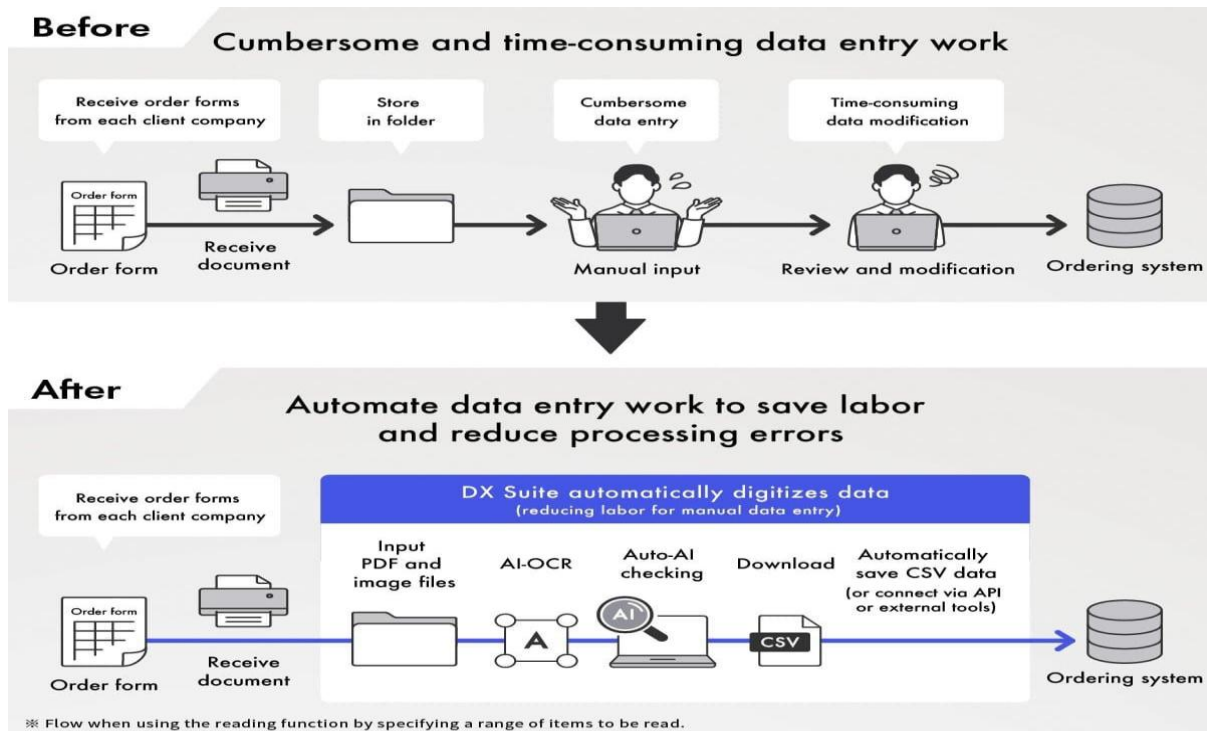 Before
Cumbersome and time-consuming data entry work
Receive order forms
from each client company
Store
in folder
Cumbersome
data entry
Time-consuming
data modification
Order form
Order form
Receive
document
Manual input
Review and modification
Ordering system
After
Automate data entry work to save labor
and reduce processing errors
Receive order forms
from each client company
DX Suite automatically digitizes data
(reducing labor for manual data entry)
Input
PDF and
image files
AI-OCR
Auto-AI
checking
Download
Automatically
save CSV data
(or connect via API
or external tools)
Order form
Order form
Receive
document
A
AI
CSV
Ordering system
※ Flow when using the reading function by specifying a range of items to be read.